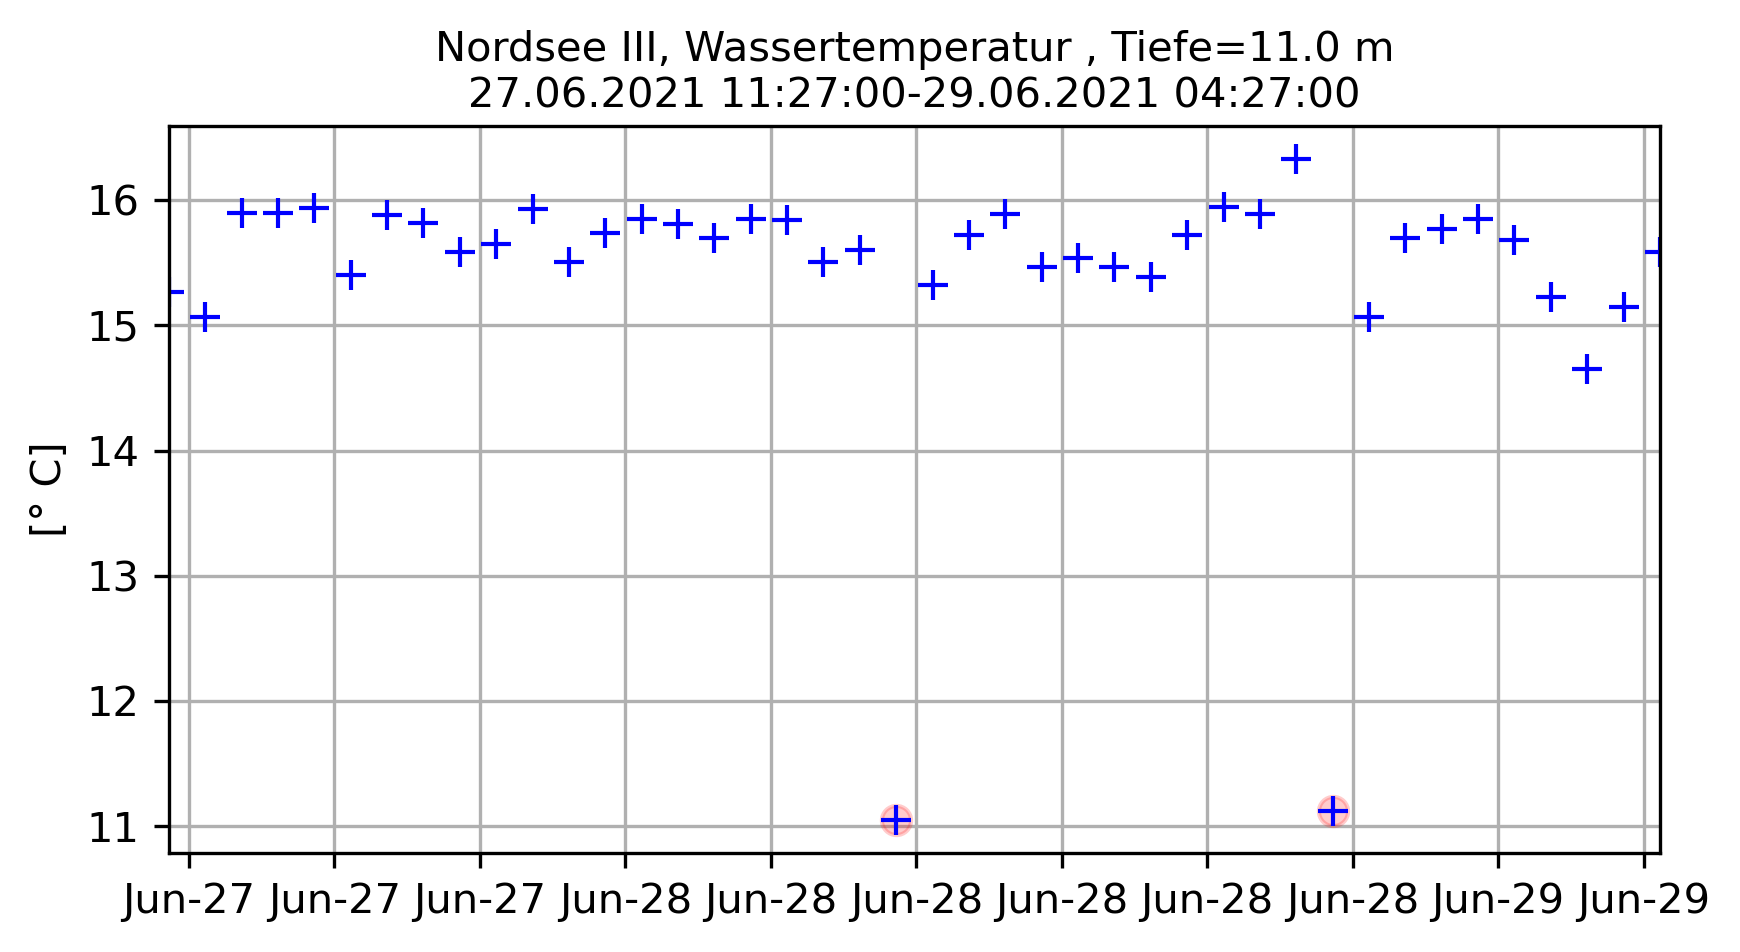 Nordsee III, Wassertemperatur , Tiefe=11.0 m
27.06.2021 11:27:00-29.06.2021 04:27:00
[° C]
16
15
14
13
12
11
Jun-27 Jun-27 Jun-27 Jun-28 Jun-28 Jun-28 Jun-28 Jun-28 Jun-28 Jun-29 Jun-29